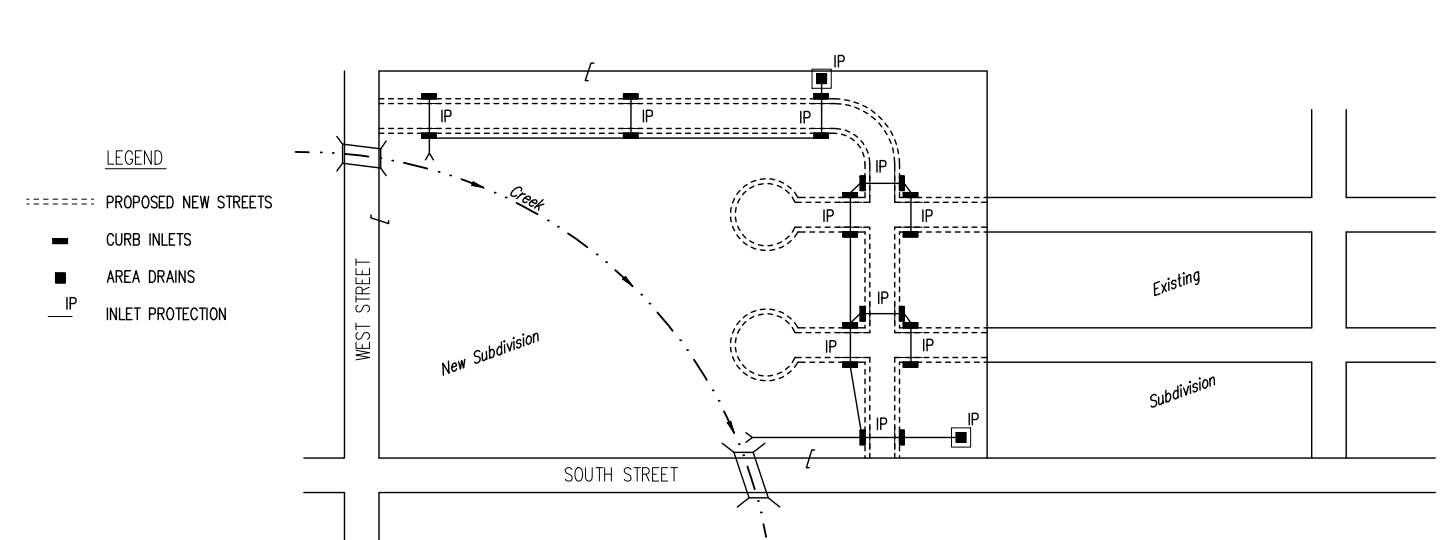 IP
IP
IP
IP
LEGEND
IP
Creek
PROPOSED NEW STREETS
IP
IP
CURB INLETS
AREA DRAINS
Existing
IP
IP
INLET PROTECTION
WEST STREET
New Subdivision
IP
IP
Subdivision
IP
IP
SOUTH STREET